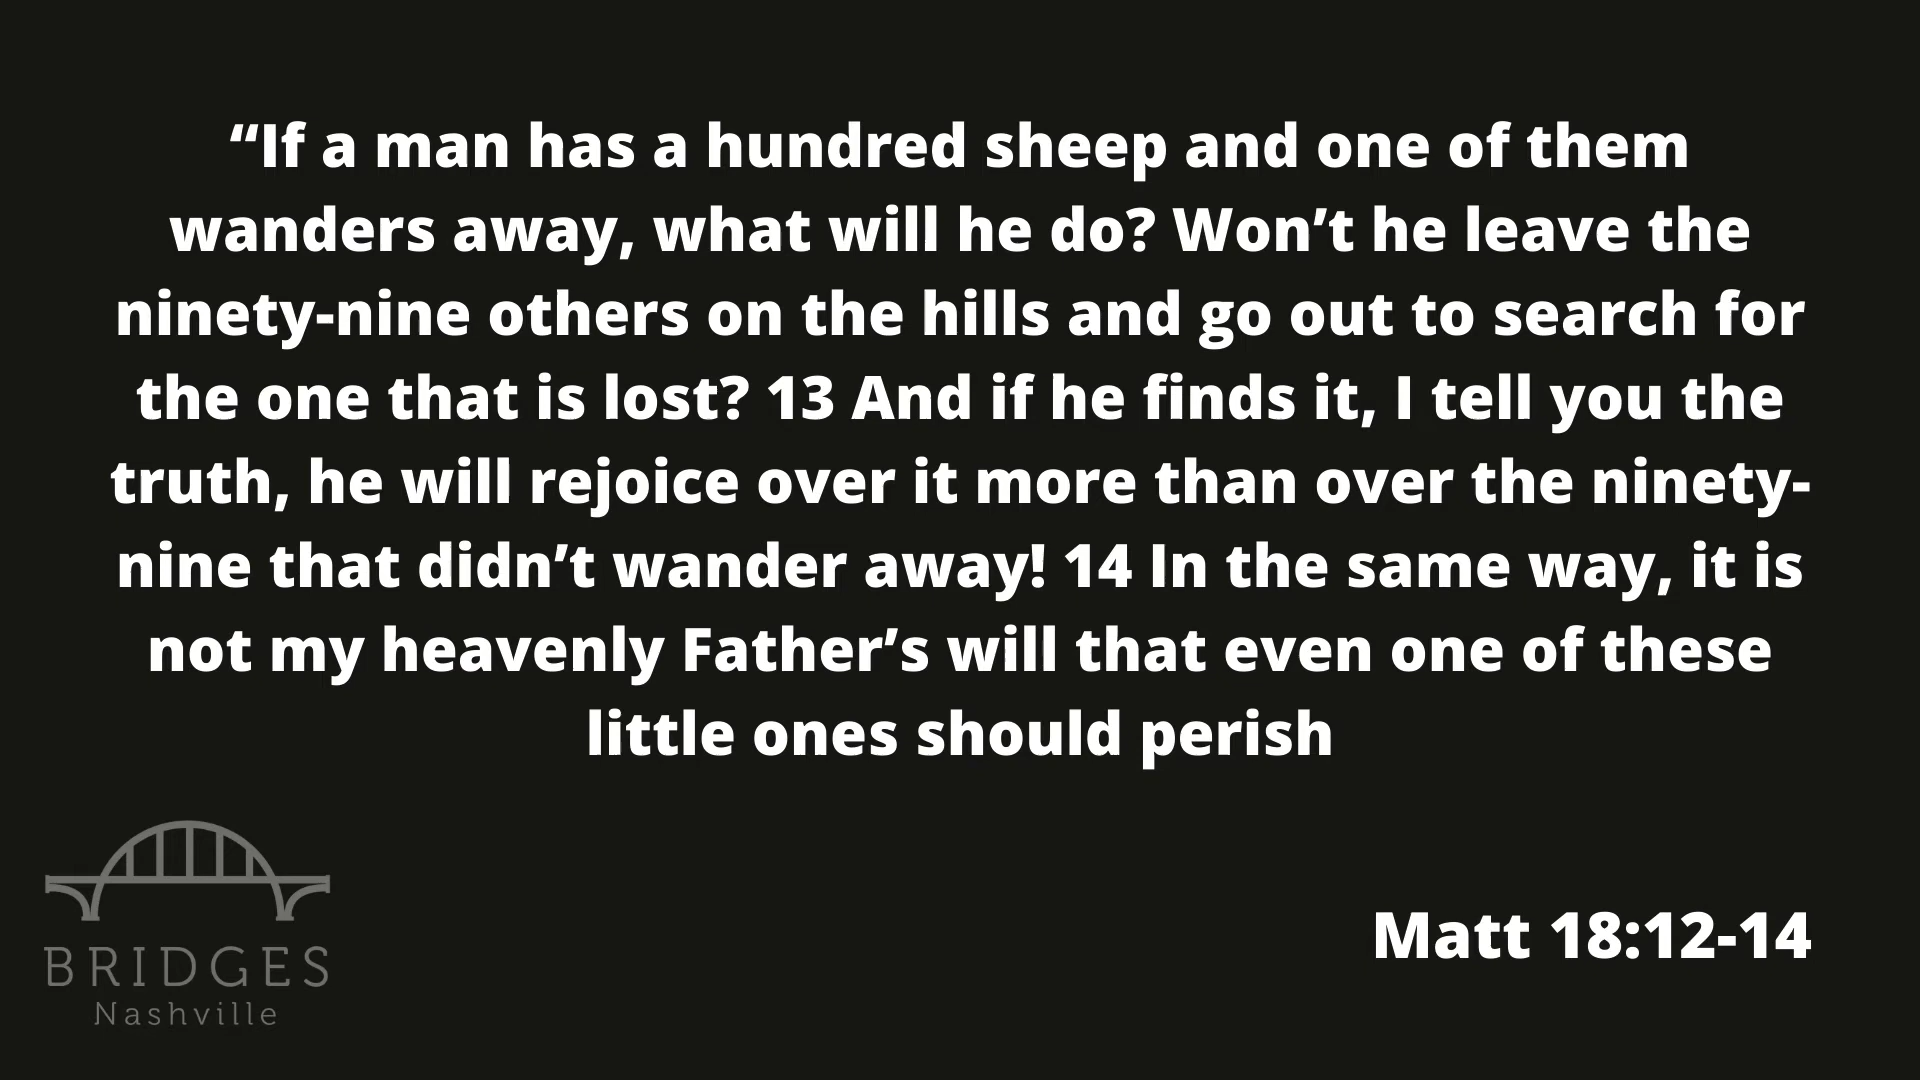 “If a man has a hundred sheep and one of them
wanders away, what will he do? Won’t he leave the
ninety-nine others on the hills and go out to search for
the one that is lost? 13 And if he finds it, I tell you the
truth, he will rejoice over it more than over the ninety-
nine that didn’t wander away! 14 In the same way, it is
not my heavenly Father’s will that even one of these
little ones should perish
Matt 18:12-14
BRIDGES
Nashville